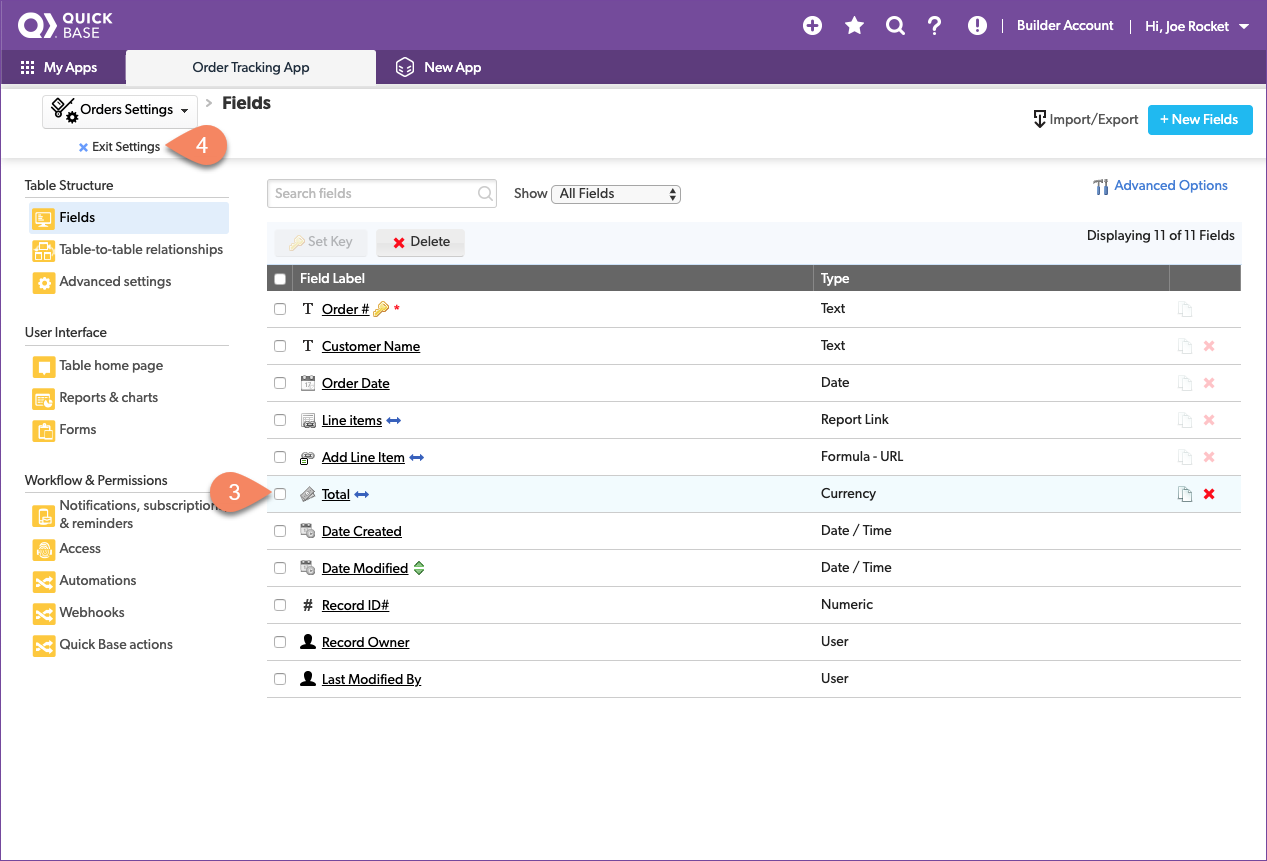 QUICK
BASE
Builder Account
Hi, Joe Rocket
My Apps
Order Tracking App
New App
Orders Settings
> Fields
Import/Export
+ New Fields
Exit Settings
4
Table Structure
Fields
Table-to-table relationships
Advanced settings
User Interface
Table home page
Reports & charts
Forms
Workflow & Permissions
Notifications, subscription
& reminders
Access
Automations
Webhooks
Quick Base actions
Search fields
Show All Fields
Advanced Options
Set Key
Delete
Displaying 11 of 11 Fields
Field Label Type
T Order # * Text
T Customer Name Text
Order Date Date
Line items Report Link
Add Line Item Formula - URL
3
Total Currency
Date Created Date / Time
Date Modified Date / Time
# Record ID# Numeric
Record Owner User
Last Modified By User